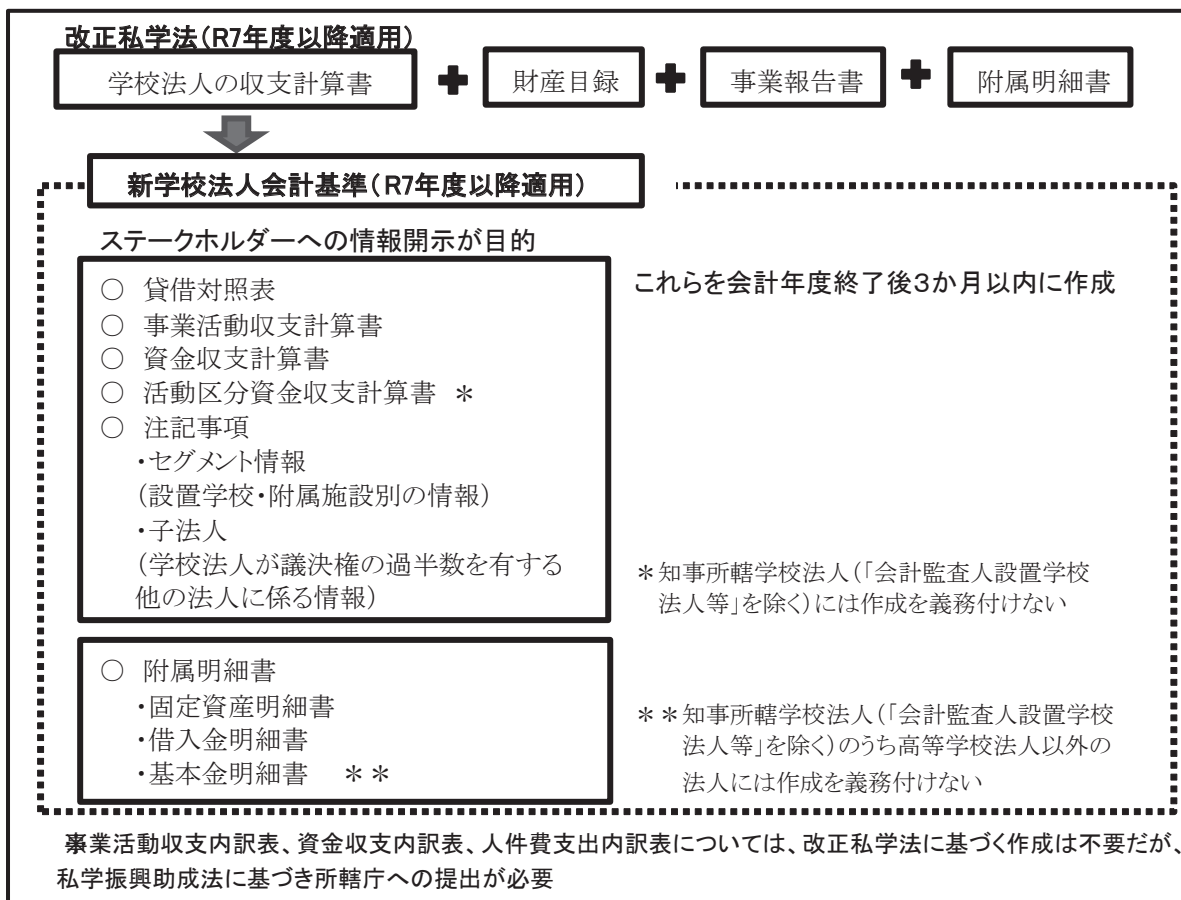 改正私学法(R7年度以降適用)
学校法人の収支計算書 + 財産目録 + 事業報告書 + 附属明細書
新学校法人会計基準(R7年度以降適用)
ステークホルダーへの情報開示が目的
○ 貸借対照表
○ 事業活動収支計算書
○ 資金収支計算書
○ 活動区分資金収支計算書 *
○ 注記事項
・セグメント情報
(設置学校・附属施設別の情報)
・子法人
(学校法人が議決権の過半数を有する
他の法人に係る情報)
これらを会計年度終了後3か月以内に作成
*知事所轄学校法人(「会計監査人設置学校
法人等」を除く)には作成を義務付けない
○ 附属明細書
・固定資産明細書
・借入金明細書
・基本金明細書 **
**知事所轄学校法人(「会計監査人設置学校
法人等」を除く)のうち高等学校法人以外の
法人には作成を義務付けない
事業活動収支内訳表、資金収支内訳表、人件費支出内訳表については、改正私学法に基づく作成は不要だが、
私学振興助成法に基づき所轄庁への提出が必要